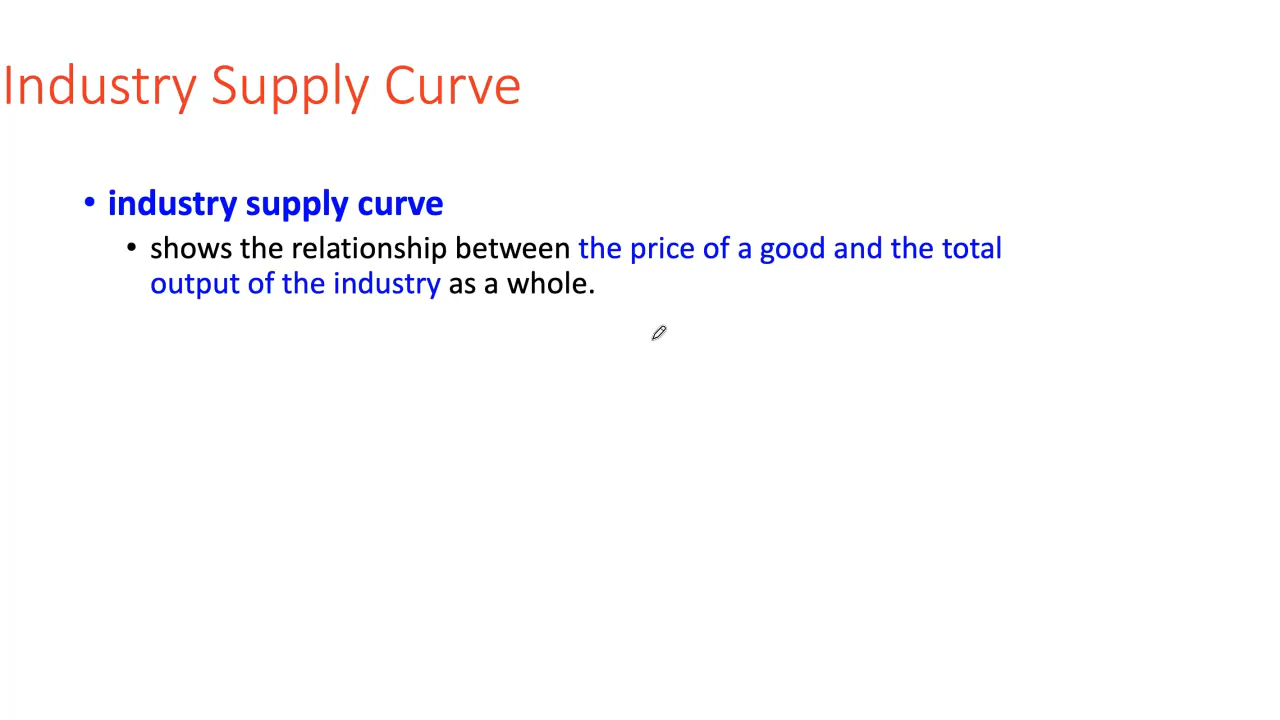 Industry Supply Curve
• industry supply curve
• shows the relationship between the price of a good and the total
output of the industry as a whole.